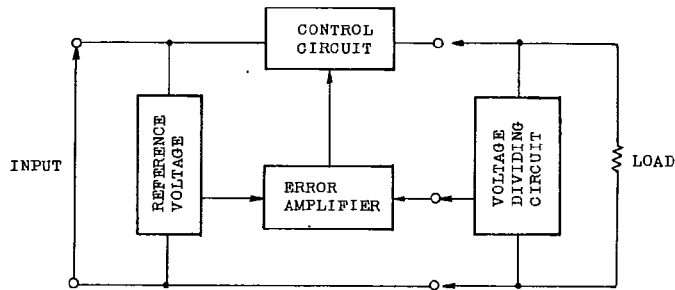 CONTROL
CIRCUIT
INPUT
REFERENCE
VOLTAGE
ERROR
AMPLIFIER
VOLTAGE
DIVIDING
CIRCUIT
LOAD